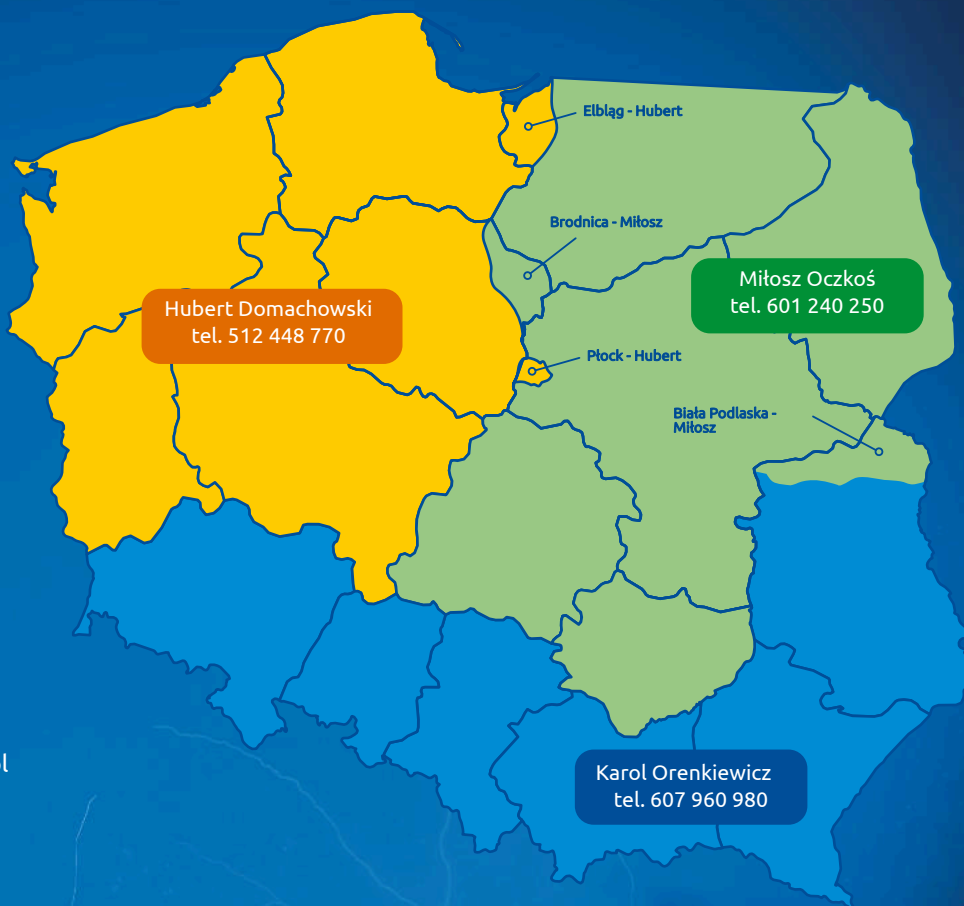 Elbląg - Hubert
Brodnica - Miłosz
Miłosz Oczkoś
tel. 601 240 250
Hubert Domachowski
tel. 512 448 770
Płock - Hubert
Biała Podlaska -
Miłosz
Karol Orenkiewicz
tel. 607 960 980